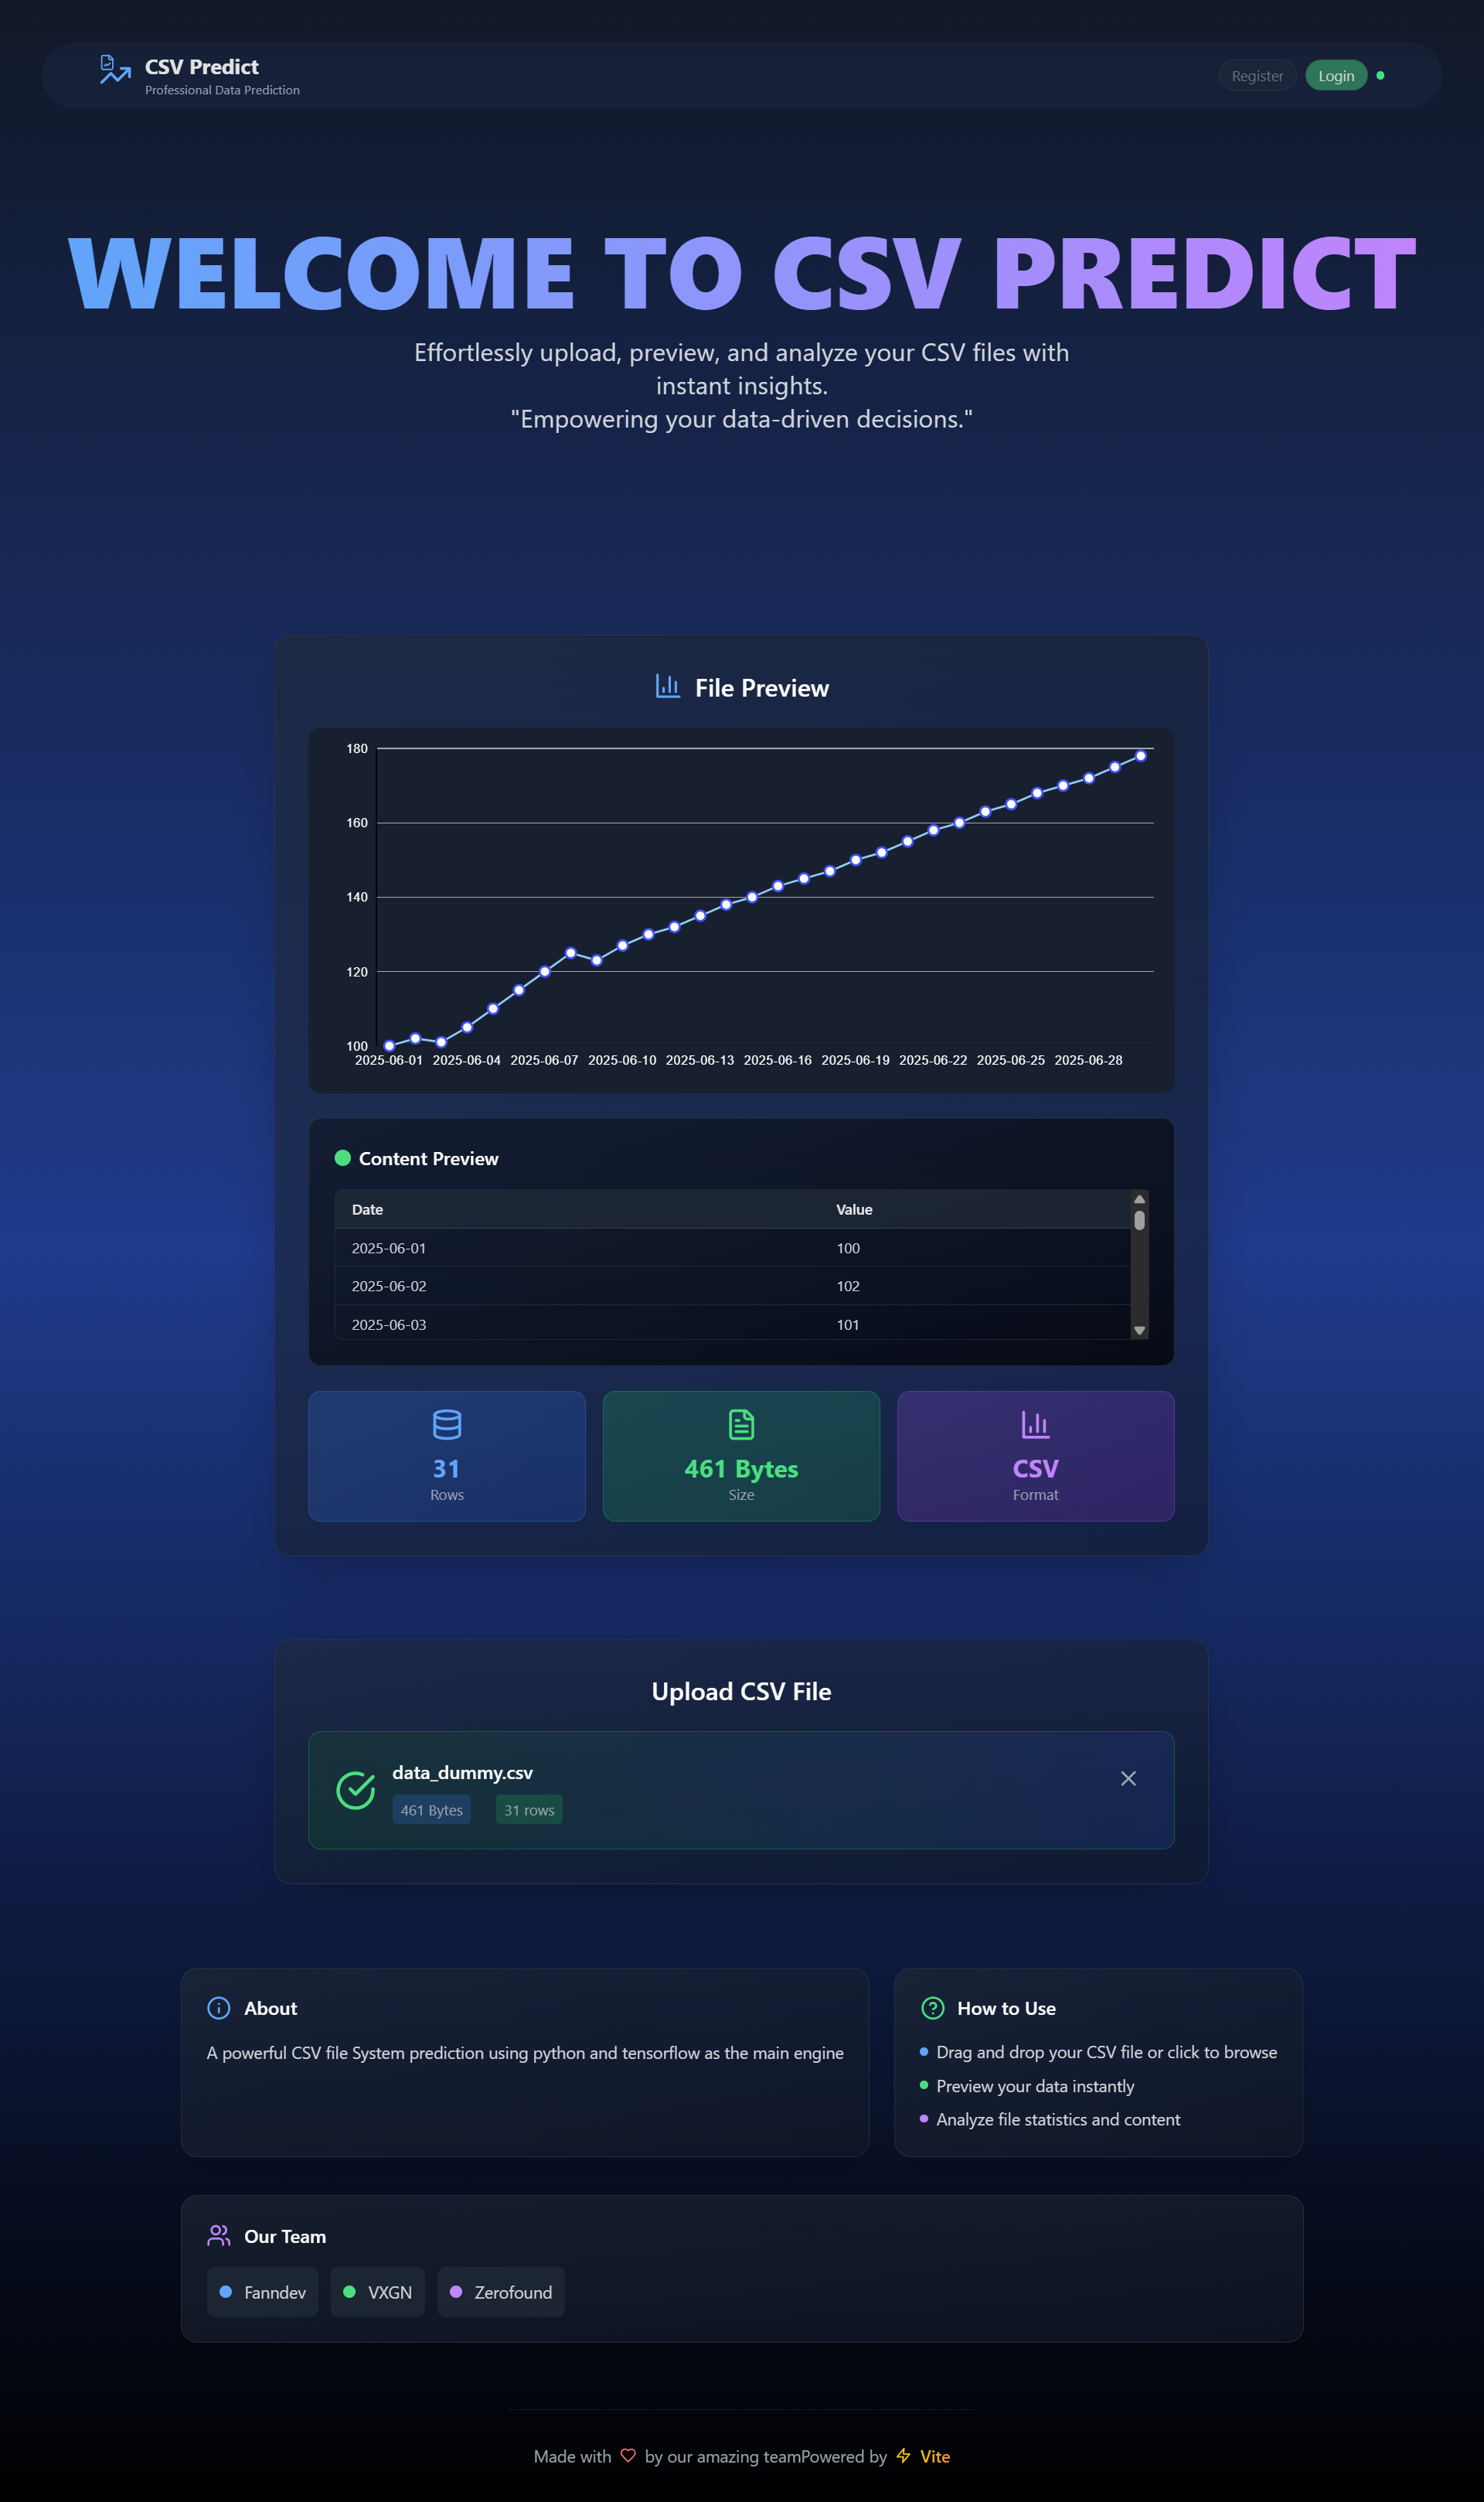 CSV Predict
Professional Data Prediction
Register
Login
WELCOME TO CSV PREDICT
Effortlessly upload, preview, and analyze your CSV files with
instant insights.
"Empowering your data-driven decisions."
File Preview
180
160
140
120
100
2025-06-01 2025-06-04 2025-06-07 2025-06-10 2025-06-13 2025-06-16 2025-06-19 2025-06-22 2025-06-25 2025-06-28
Content Preview
Date Value
2025-06-01 100
2025-06-02 102
2025-06-03 101
31
Rows
461 Bytes
Size
CSV
Format
Upload CSV File
data_dummy.csv
461 Bytes 31 rows
About
A powerful CSV file System prediction using python and tensorflow as the main engine
How to Use
Drag and drop your CSV file or click to browse
Preview your data instantly
Analyze file statistics and content
Our Team
Fanndev VXGN Zerofound
Made with by our amazing teamPowered by Vite